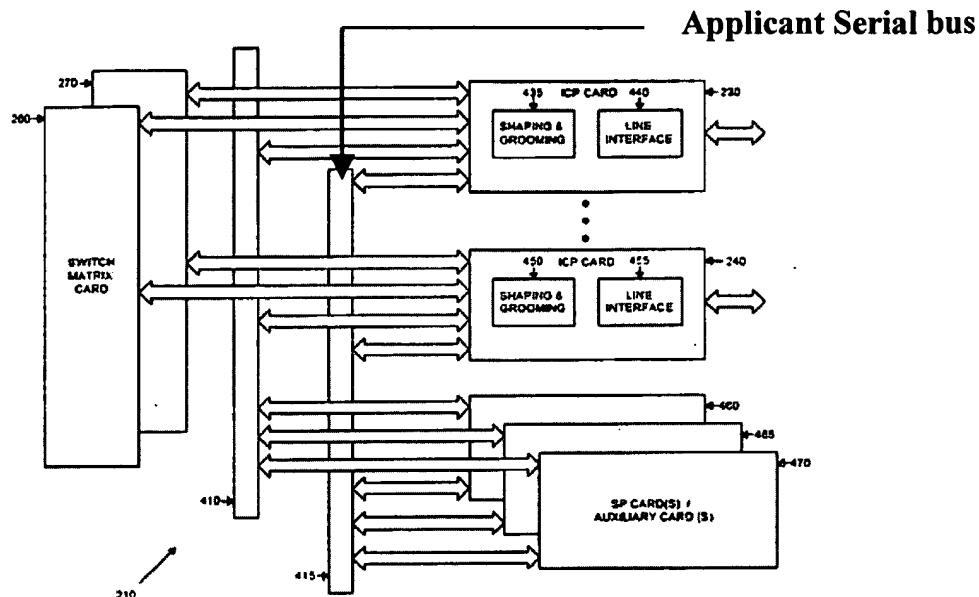 Applicant Serial bus
270
260
435 ICP CARD 440
230
SHAPING &
GROOMING
LINE
INTERFACE
SWITCH
MATRIX
CARD
450 ICP CARD 455
240
SHAPING &
GROOMING
LINE
INTERFACE
460
465
470
SP CARD(S) /
AUXILIARY CARD (S)
410
415
210